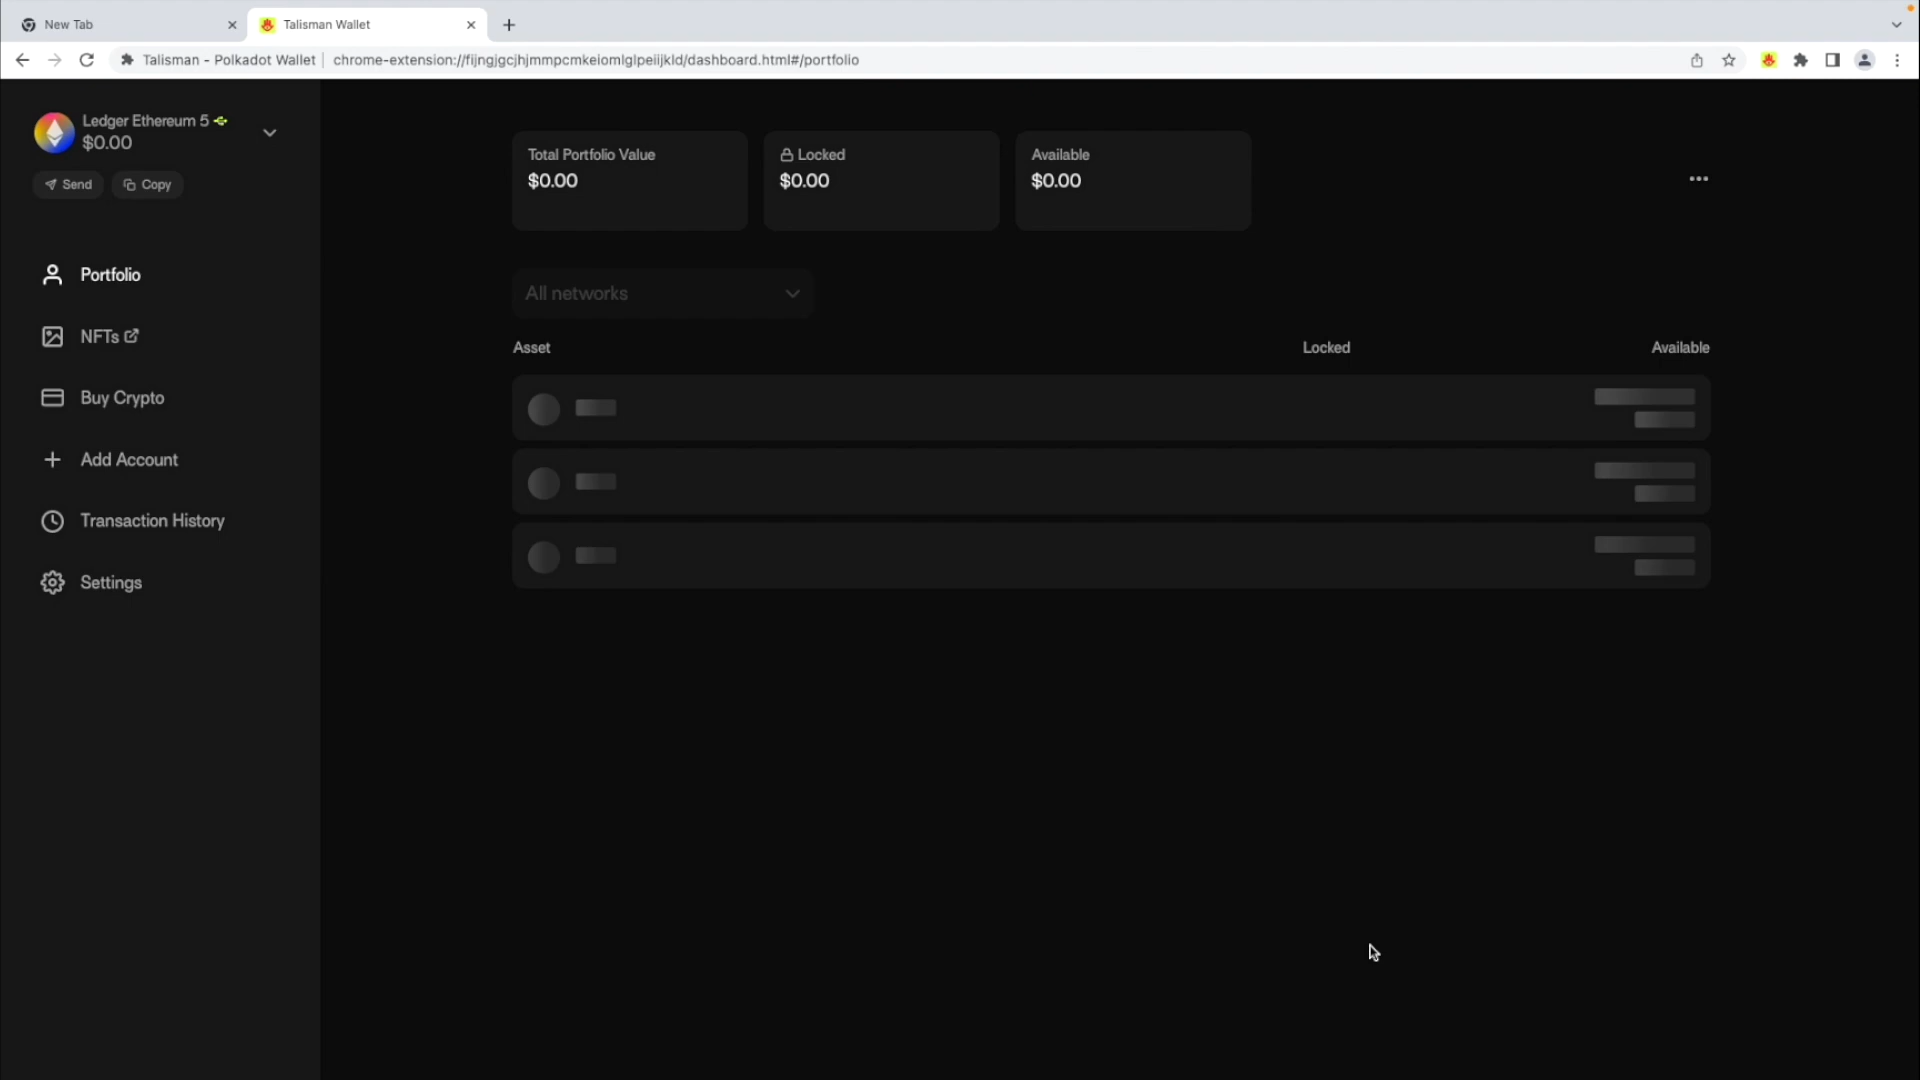 New Tab
Talisman Wallet
Talisman - Polkadot Wallet
chrome-extension://fijngjgcjhjmmpcmkeiomlglpeiijkld/dashboard.html#/portfolio
Ledger Ethereum 5
$0.00
Send
Copy
Portfolio
NFTs
Buy Crypto
Add Account
Transaction History
Settings
Total Portfolio Value
$0.00
Locked
$0.00
Available
$0.00
All networks
Asset
Locked
Available